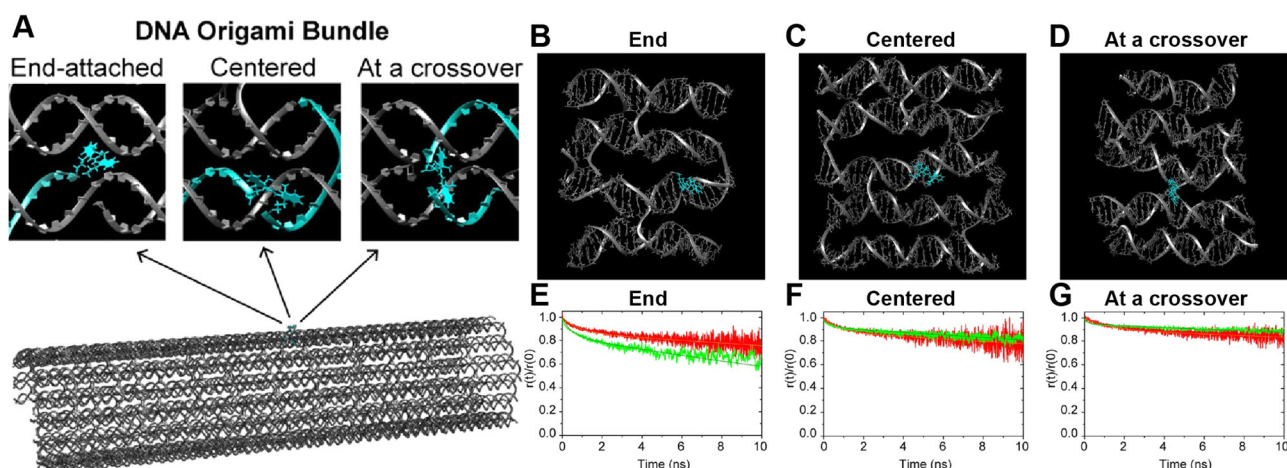 A
DNA Origami Bundle
End-attached
Centered
At a crossover
B
End
C
Centered
D
At a crossover
E
End
r(t)/r(0)
1.0
0.8
0.6
0.4
0.2
0.0
0 2 4 6 8 10
Time (ns)
F
Centered
r(t)/r(0)
1.0
0.8
0.6
0.4
0.2
0.0
0 2 4 6 8 10
Time (ns)
G
At a crossover
r(t)/r(0)
1.0
0.8
0.6
0.4
0.2
0.0
0 2 4 6 8 10
Time (ns)